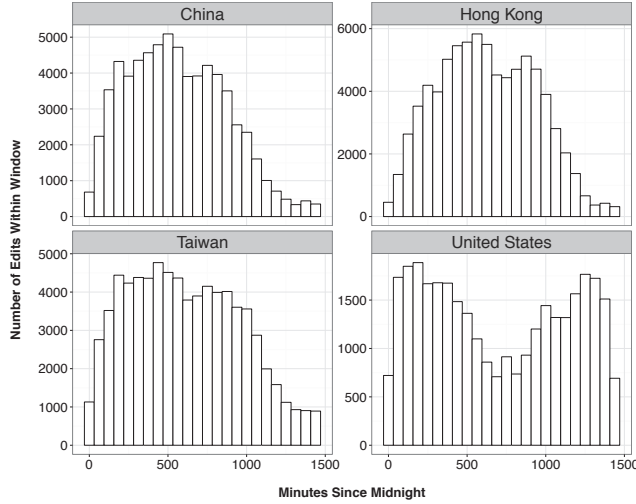 China
Hong Kong
5000
4000
3000
2000
1000
0
6000
4000
2000
0
Number of Edits Within Window
Taiwan
United States
5000
4000
3000
2000
1000
0
1500
1000
500
0
0 500 1000 1500
0 500 1000 1500
Minutes Since Midnight